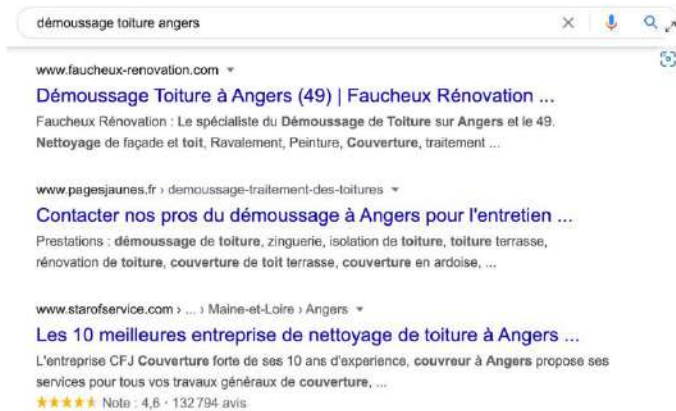 démoussage toiture angers
www.faucheux-renovation.com
Démoussage Toiture à Angers (49) | Faucheux Rénovation ...
Faucheux Rénovation : Le spécialiste du Démoussage de Toiture sur Angers et le 49.
Nettoyage de façade et toit, Ravalement, Peinture, Couverture, traitement ...
www.pagesjaunes.fr › demoussage-traitement-des-toitures
Contacter nos pros du démoussage à Angers pour l'entretien ...
Prestations : démoussage de toiture, zinguerie, isolation de toiture, toiture terrasse,
rénovation de toiture, couverture de toit terrasse, couverture en ardoise, ...
www.starofservice.com › ... › Maine-et-Loire › Angers
Les 10 meilleures entreprise de nettoyage de toiture à Angers ...
L'entreprise CFJ Couverture forte de ses 10 ans d'experience, couvreur à Angers propose ses
services pour tous vos travaux généraux de couverture, ...
Note : 4,6 · 132 794 avis